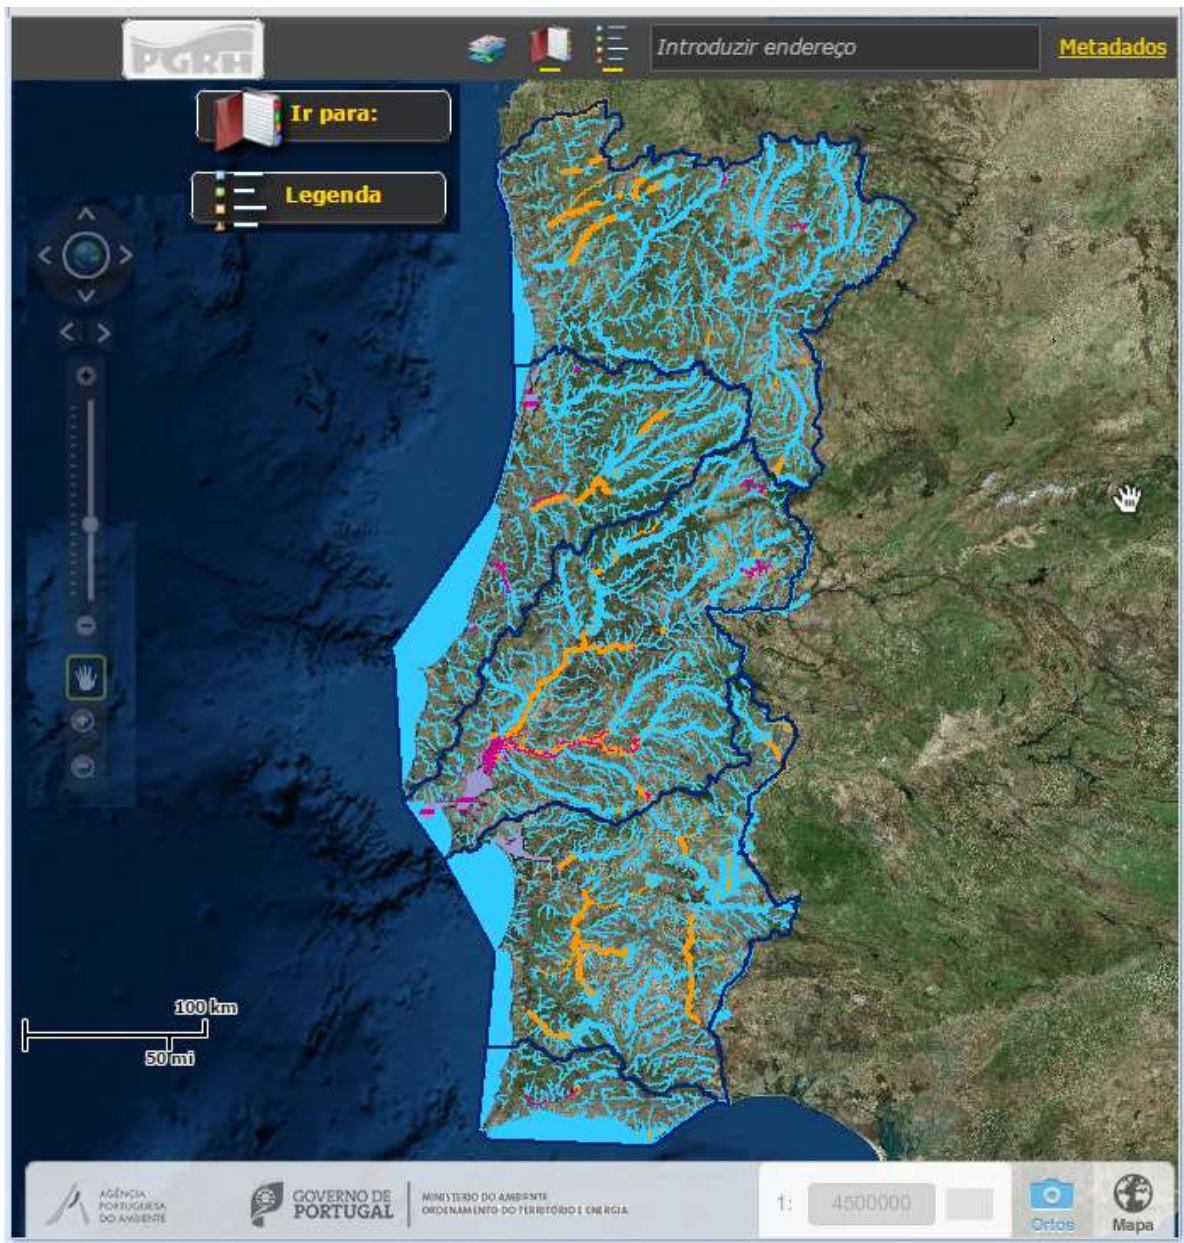 PGRH
Introduzir endereço
Metadados
Ir para:
Legenda
100 km
50 mi
AGÊNCIA
PORTUGUESA
DO AMBIENTE
GOVERNO DE
PORTUGAL
MINISTÉRIO DO AMBIENTE
ORDENAMENTO DO TERRITÓRIO E ENERGIA
1:
4500000
Ortos
Mapa